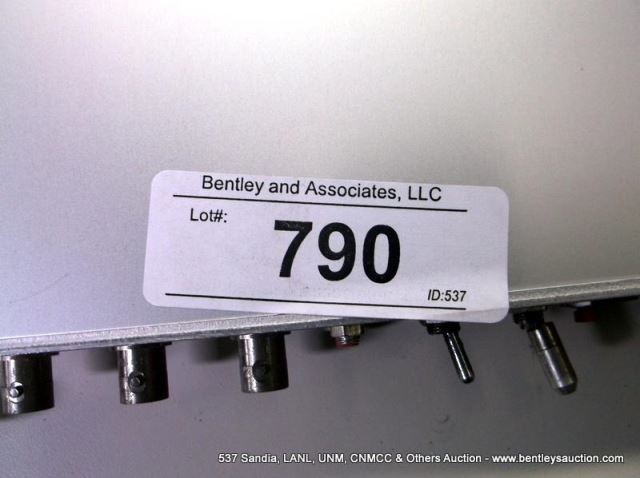 Bentley and Associates, LLC
Lot#:
790
ID:537
537 Sandia, LANL, UNM, CNMCC & Others Auction - www.bentleysauction.com